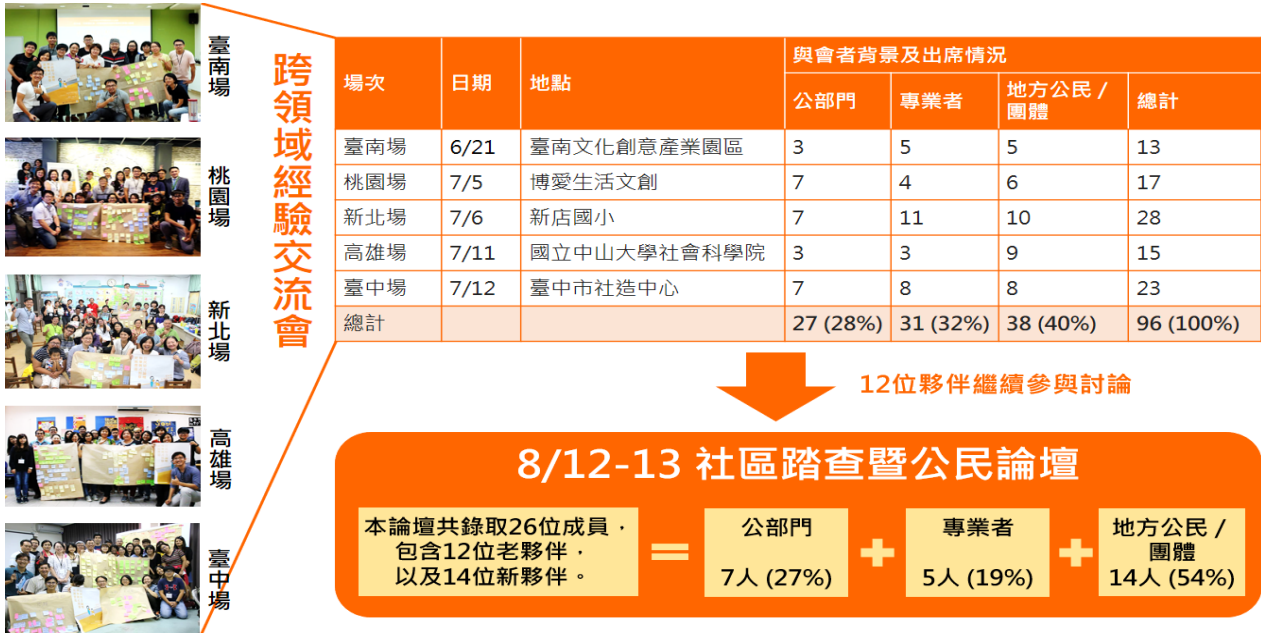 臺南場
桃園場
新北場
高雄場
臺中場
跨領域經驗交流會
場次 日期 地點 與會者背景及出席情況
公部門 專業者 地方公民 / 團體 總計
臺南場 6/21 臺南文化創意產業園區 3 5 5 13
桃園場 7/5 博愛生活文創 7 4 6 17
新北場 7/6 新店國小 7 11 10 28
高雄場 7/11 國立中山大學社會科學院 3 3 9 15
臺中場 7/12 臺中市社造中心 7 8 8 23
總計 27 (28%) 31 (32%) 38 (40%) 96 (100%)
12位夥伴繼續參與討論
8/12-13 社區踏查暨公民論壇
本論壇共錄取26位成員，
包含12位老夥伴，
以及14位新夥伴。
=
公部門
7人 (27%)
+
專業者
5人 (19%)
+
地方公民 /
團體
14人 (54%)